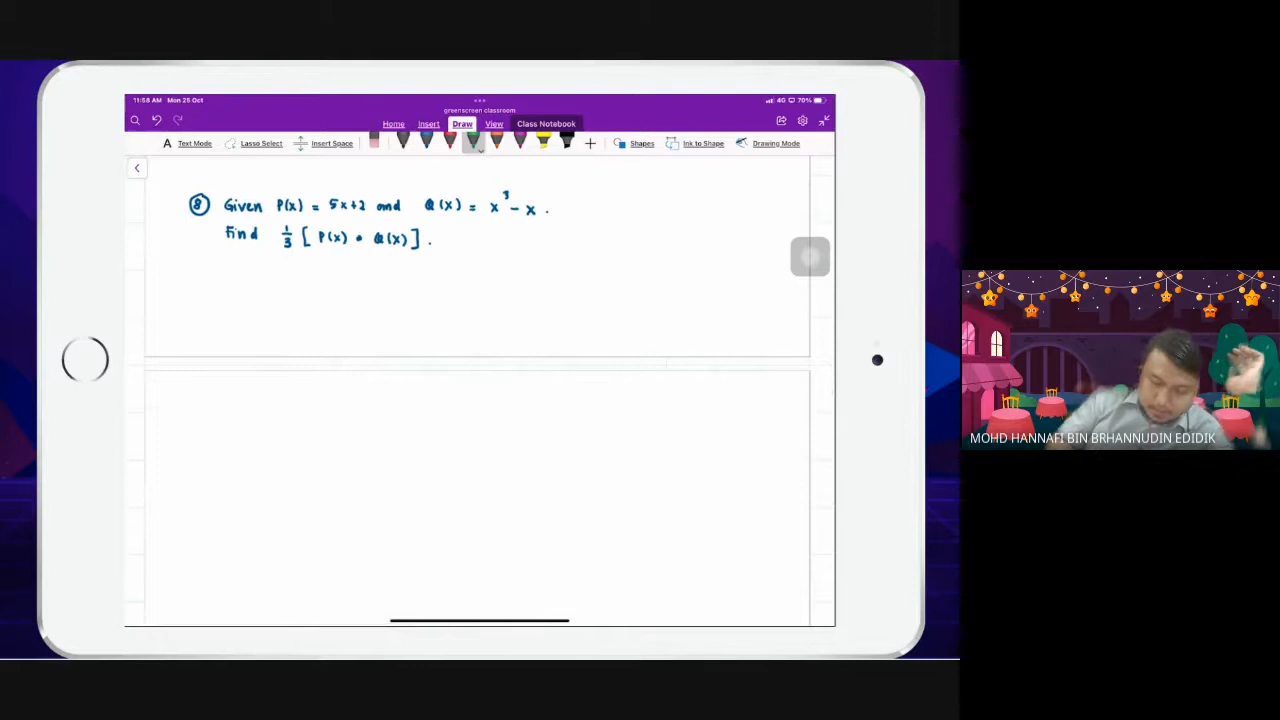 11:58 AM Mon 25 Oct
4G 70%
greenscreen classroom
Home Insert Draw View Class Notebook
A Text Mode Lasso Select Insert Space Shapes Ink to Shape Drawing Mode
⑧ Given P(x) = 5x+2 and Q(x) = x³ - x .
Find 1/3 [ P(x) • Q(x) ] .
MOHD HANNAFI BIN BRHANNUDIN EDIDIK